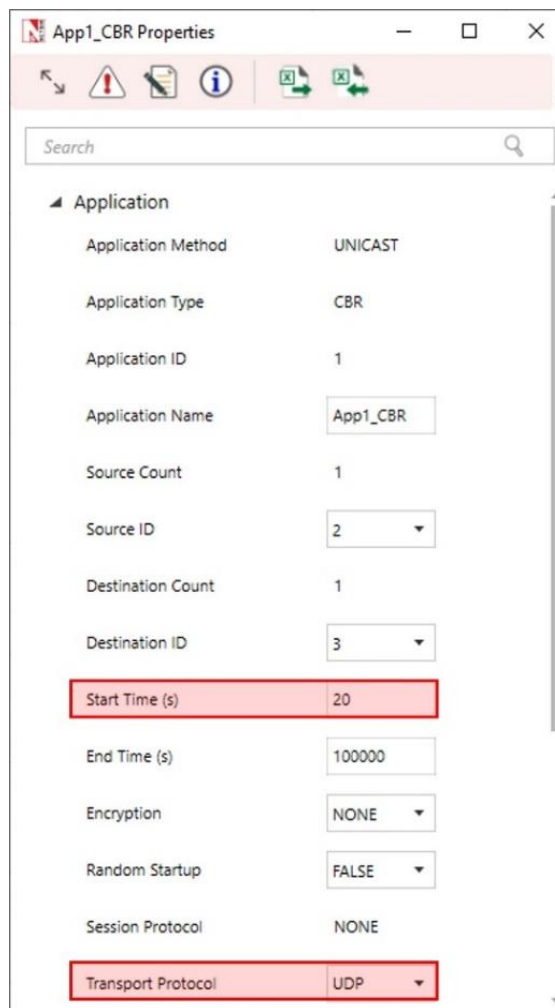 App1_CBR Properties
Search
Application
Application Method UNICAST
Application Type CBR
Application ID 1
Application Name App1_CBR
Source Count 1
Source ID 2
Destination Count 1
Destination ID 3
Start Time (s) 20
End Time (s) 100000
Encryption NONE
Random Startup FALSE
Session Protocol NONE
Transport Protocol UDP